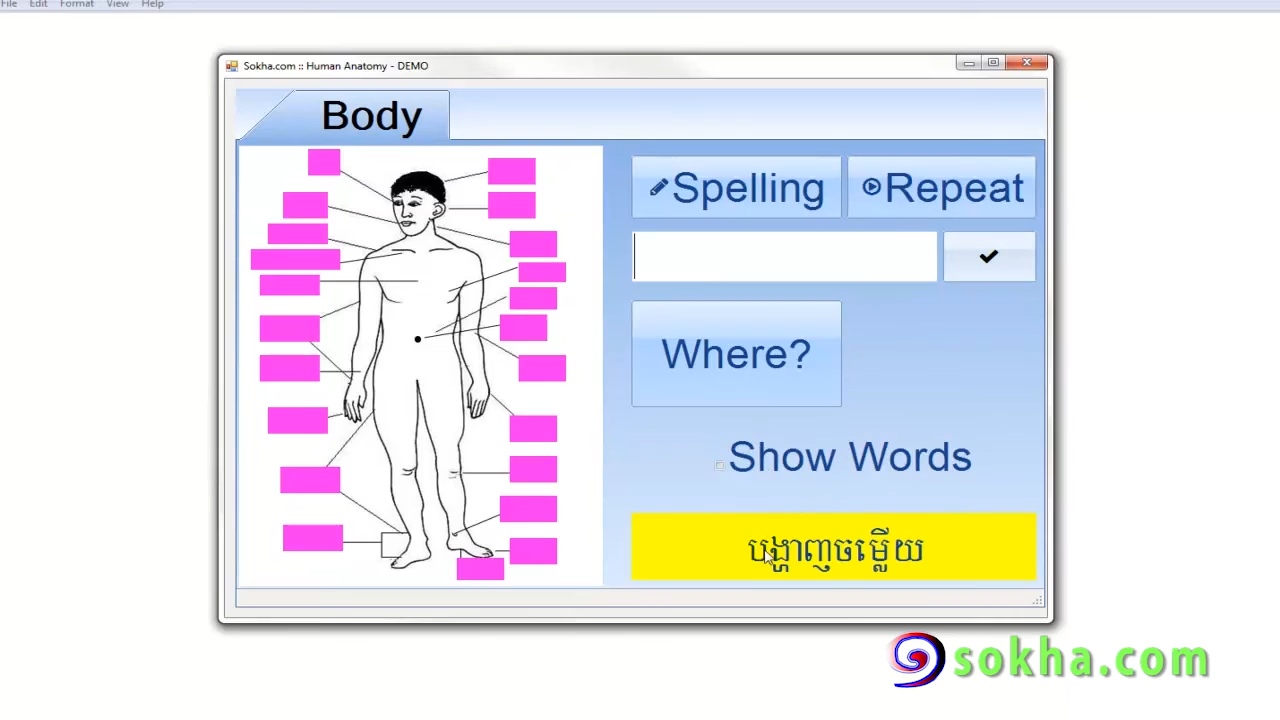 File Edit Format View Help
Sokha.com :: Human Anatomy - DEMO
Body
Spelling
Repeat
Where?
Show Words
បង្ហាញចម្លើយ
sokha.com